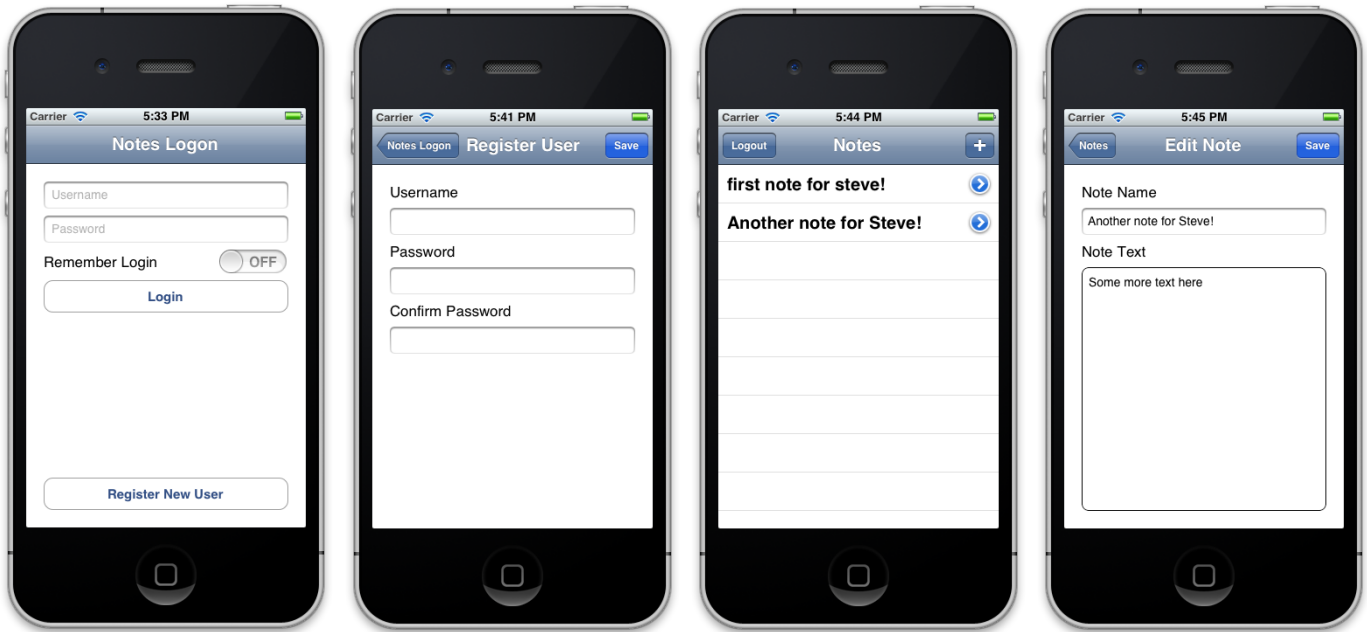 Carrier 5:33 PM
Notes Logon
Username
Password
Remember Login OFF
Login
Register New User
Carrier 5:41 PM
Notes Logon Register User Save
Username
Password
Confirm Password
Carrier 5:44 PM
Logout Notes +
first note for steve!
Another note for Steve!
Carrier 5:45 PM
Notes Edit Note Save
Note Name
Another note for Steve!
Note Text
Some more text here